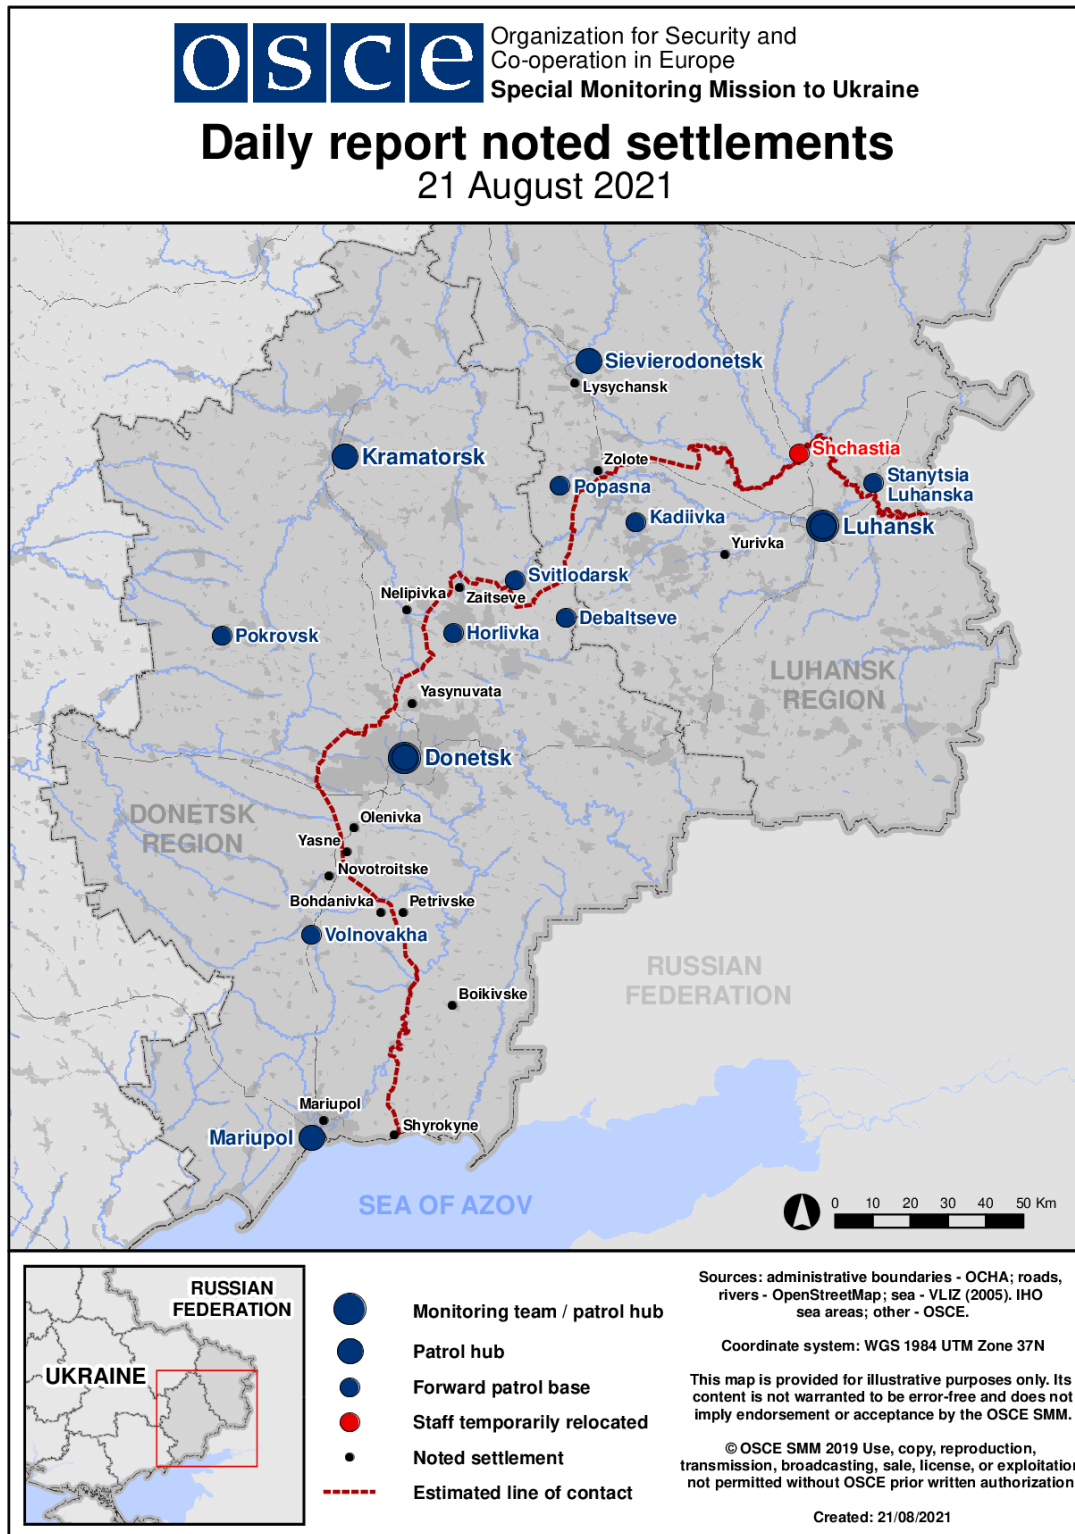 osce
Organization for Security and
Co-operation in Europe
Special Monitoring Mission to Ukraine
Daily report noted settlements
21 August 2021
Sievierodonetsk
Lysychansk
Kramatorsk
Shchastia
Zolote
Popasna
Stanytsia
Luhanska
Kadiivka
Luhansk
Yurivka
Svitlodarsk
Nelipivka
Zaitseve
Debaltseve
Pokrovsk
Horlivka
LUHANSK
REGION
Yasynuvata
Donetsk
DONETSK
REGION
Olenivka
Yasne
Novotroitske
Bohdanivka
Petrivske
Volnovakha
RUSSIAN
FEDERATION
Boikivske
Mariupol
Shyrokyne
Mariupol
SEA OF AZOV
0 10 20 30 40 50 Km
RUSSIAN
FEDERATION
UKRAINE
Monitoring team / patrol hub
Patrol hub
Forward patrol base
Staff temporarily relocated
Noted settlement
Estimated line of contact
Sources: administrative boundaries - OCHA; roads,
rivers - OpenStreetMap; sea - VLIZ (2005). IHO
sea areas; other - OSCE.
Coordinate system: WGS 1984 UTM Zone 37N
This map is provided for illustrative purposes only. Its
content is not warranted to be error-free and does not
imply endorsement or acceptance by the OSCE SMM.
© OSCE SMM 2019 Use, copy, reproduction,
transmission, broadcasting, sale, license, or exploitation
not permitted without OSCE prior written authorization
Created: 21/08/2021